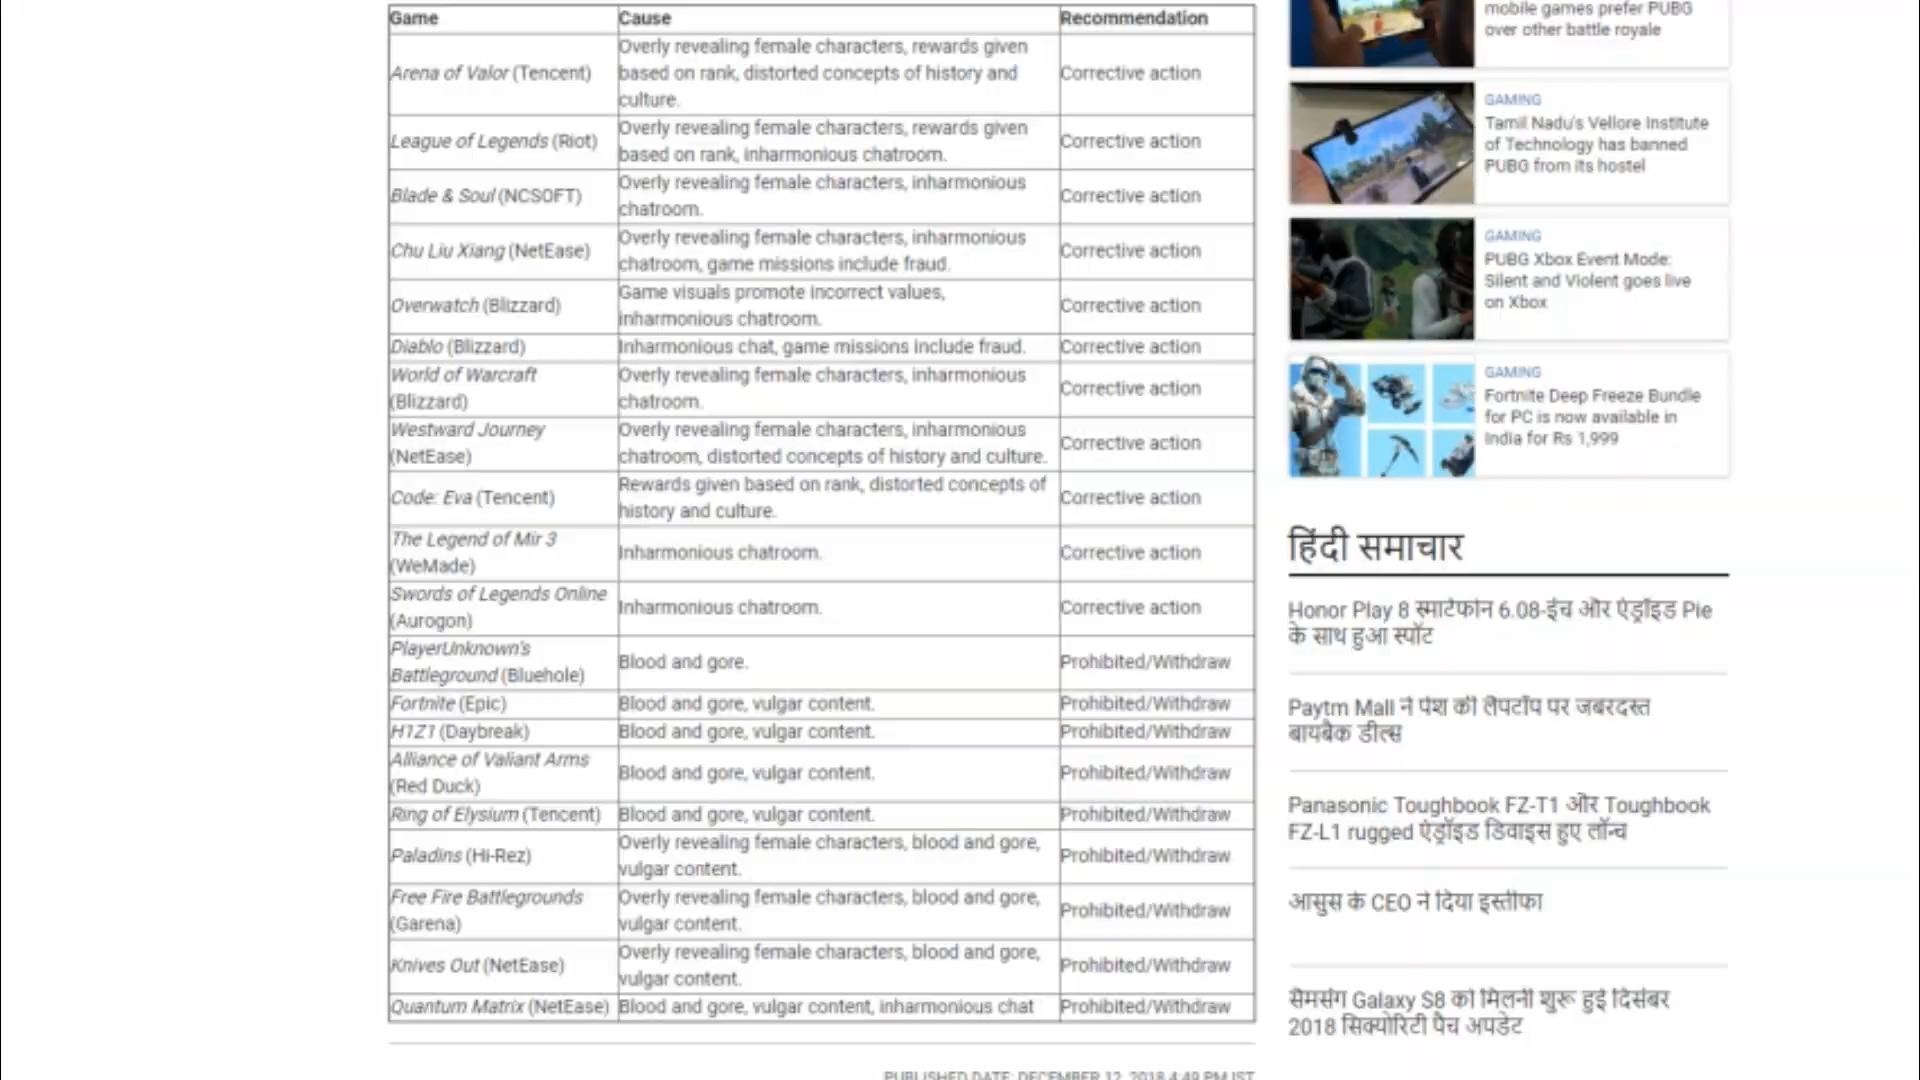 Game Cause Recommendation
Arena of Valor (Tencent)
Overly revealing female characters, rewards given
based on rank, distorted concepts of history and
culture.
Corrective action
League of Legends (Riot)
Overly revealing female characters, rewards given
based on rank, inharmonious chatroom.
Corrective action
Blade & Soul (NCSOFT)
Overly revealing female characters, inharmonious
chatroom.
Corrective action
Chu Liu Xiang (NetEase)
Overly revealing female characters, inharmonious
chatroom, game missions include fraud.
Corrective action
Overwatch (Blizzard)
Game visuals promote incorrect values,
inharmonious chatroom.
Corrective action
Diablo (Blizzard)
Inharmonious chat, game missions include fraud.
Corrective action
World of Warcraft
(Blizzard)
Overly revealing female characters, inharmonious
chatroom.
Corrective action
Westward Journey
(NetEase)
Overly revealing female characters, inharmonious
chatroom, distorted concepts of history and culture.
Corrective action
Code: Eva (Tencent)
Rewards given based on rank, distorted concepts of
history and culture.
Corrective action
The Legend of Mir 3
(WeMade)
Inharmonious chatroom.
Corrective action
Swords of Legends Online
(Aurogon)
Inharmonious chatroom.
Corrective action
PlayerUnknown's
Battleground (Bluehole)
Blood and gore.
Prohibited/Withdraw
Fortnite (Epic)
Blood and gore, vulgar content.
Prohibited/Withdraw
H1Z1 (Daybreak)
Blood and gore, vulgar content.
Prohibited/Withdraw
Alliance of Valiant Arms
(Red Duck)
Blood and gore, vulgar content.
Prohibited/Withdraw
Ring of Elysium (Tencent)
Blood and gore, vulgar content.
Prohibited/Withdraw
Paladins (Hi-Rez)
Overly revealing female characters, blood and gore,
vulgar content.
Prohibited/Withdraw
Free Fire Battlegrounds
(Garena)
Overly revealing female characters, blood and gore,
vulgar content.
Prohibited/Withdraw
Knives Out (NetEase)
Overly revealing female characters, blood and gore,
vulgar content.
Prohibited/Withdraw
Quantum Matrix (NetEase)
Blood and gore, vulgar content, inharmonious chat
Prohibited/Withdraw
PUBLISHED DATE: DECEMBER 12, 2018 4:49 PM IST
mobile games prefer PUBG
over other battle royale
GAMING
Tamil Nadu's Vellore Institute
of Technology has banned
PUBG from its hostel
GAMING
PUBG Xbox Event Mode:
Silent and Violent goes live
on Xbox
GAMING
Fortnite Deep Freeze Bundle
for PC is now available in
India for Rs 1,999
हिंदी समाचार
Honor Play 8 स्मार्टफोन 6.08-इंच और ऐंड्रॉइड Pie
के साथ हुआ स्पॉट
Paytm Mall ने पेश की लैपटॉप पर जबरदस्त
बायबैक डील्स
Panasonic Toughbook FZ-T1 और Toughbook
FZ-L1 rugged ऐंड्रॉइड डिवाइस हुए लॉन्च
आसुस के CEO ने दिया इस्तीफा
सैमसंग Galaxy S8 को मिलनी शुरू हुई दिसंबर
2018 सिक्योरिटी पैच अपडेट